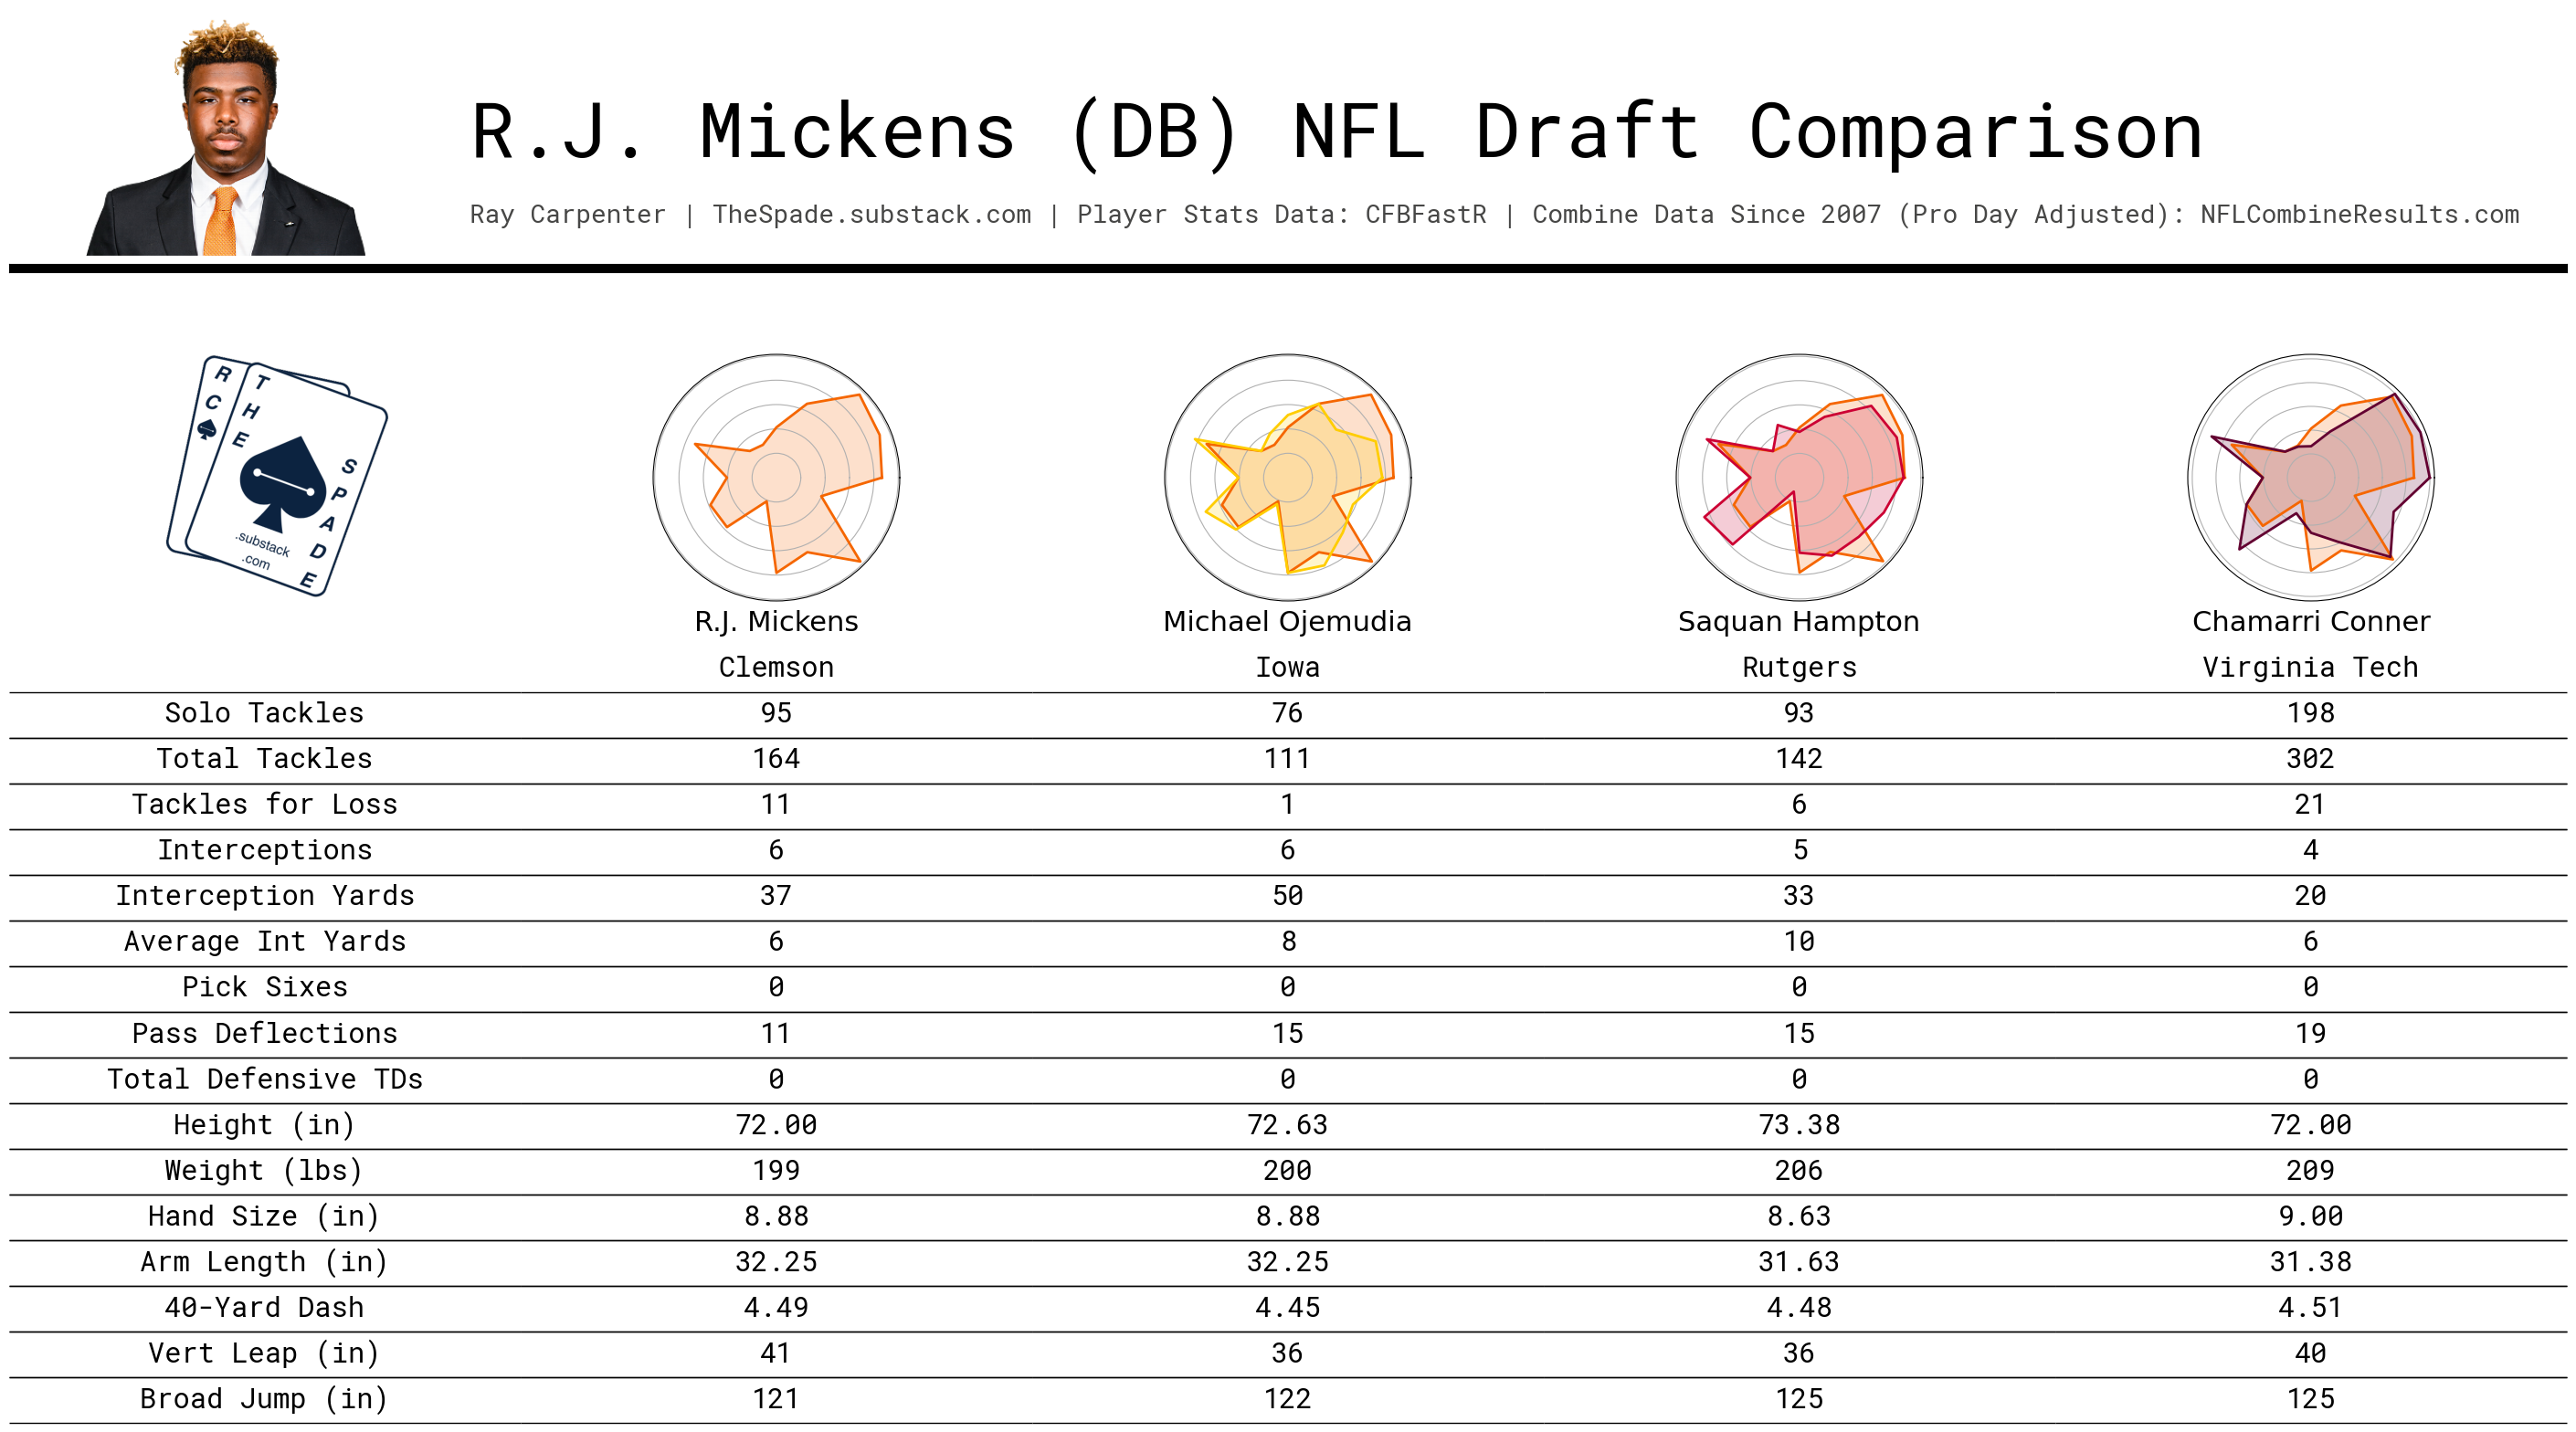 R.J. Mickens (DB) NFL Draft Comparison
Ray Carpenter | TheSpade.substack.com | Player Stats Data: CFBFastR | Combine Data Since 2007 (Pro Day Adjusted): NFLCombineResults.com
R C
THE
SPADE
.substack
.com
R.J. Mickens Michael Ojemudia Saquan Hampton Chamarri Conner
Clemson Iowa Rutgers Virginia Tech
Solo Tackles 95 76 93 198
Total Tackles 164 111 142 302
Tackles for Loss 11 1 6 21
Interceptions 6 6 5 4
Interception Yards 37 50 33 20
Average Int Yards 6 8 10 6
Pick Sixes 0 0 0 0
Pass Deflections 11 15 15 19
Total Defensive TDs 0 0 0 0
Height (in) 72.00 72.63 73.38 72.00
Weight (lbs) 199 200 206 209
Hand Size (in) 8.88 8.88 8.63 9.00
Arm Length (in) 32.25 32.25 31.63 31.38
40-Yard Dash 4.49 4.45 4.48 4.51
Vert Leap (in) 41 36 36 40
Broad Jump (in) 121 122 125 125